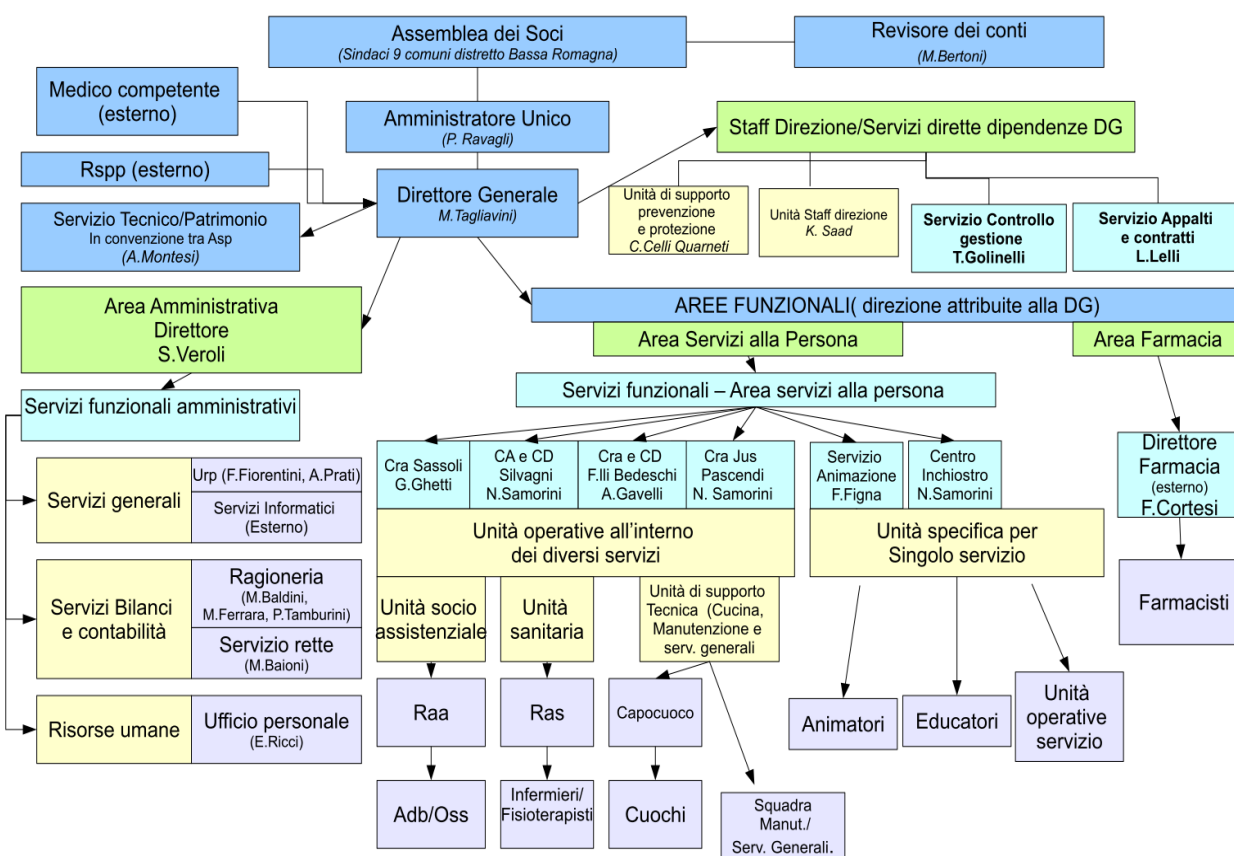 Assemblea dei Soci
(Sindaci 9 comuni distretto Bassa Romagna)
Revisore dei conti
(M.Bertoni)
Medico competente
(esterno)
Amministratore Unico
(P. Ravagli)
Staff Direzione/Servizi dirette dipendenze DG
Rspp (esterno)
Direttore Generale
M.Tagliavini)
Servizio Tecnico/Patrimonio
In convenzione tra Asp
(A.Montesi)
Unità di supporto
prevenzione
e protezione
C.Celli Quarneti
Unità Staff direzione
K. Saad
Servizio Controllo
gestione
T.Golinelli
Servizio Appalti
e contratti
L.Lelli
Area Amministrativa
Direttore
S.Veroli
AREE FUNZIONALI( direzione attribuite alla DG)
Area Servizi alla Persona
Area Farmacia
Servizi funzionali amministrativi
Servizi funzionali – Area servizi alla persona
Cra Sassoli
G.Ghetti
CA e CD
Silvagni
N.Samorini
Cra e CD
F.lli Bedeschi
A.Gavelli
Cra Jus
Pascendi
N. Samorini
Servizio
Animazione
F.Figna
Centro
Inchiostro
N.Samorini
Direttore
Farmacia
(esterno)
F.Cortesi
Servizi generali
Urp (F.Fiorentini, A.Prati)
Servizi Informatici
(Esterno)
Unità operative all’interno
dei diversi servizi
Unità specifica per
Singolo servizio
Servizi Bilanci
e contabilità
Ragioneria
(M.Baldini,
M.Ferrara, P.Tamburini)
Servizio rette
(M.Baioni)
Unità socio
assistenziale
Unità
sanitaria
Unità di supporto
Tecnica (Cucina,
Manutenzione e
serv. generali
Farmacisti
Risorse umane
Ufficio personale
(E.Ricci)
Raa
Ras
Capocuoco
Animatori
Educatori
Unità
operative
servizio
Adb/Oss
Infermieri/
Fisioterapisti
Cuochi
Squadra
Manut./
Serv. Generali.